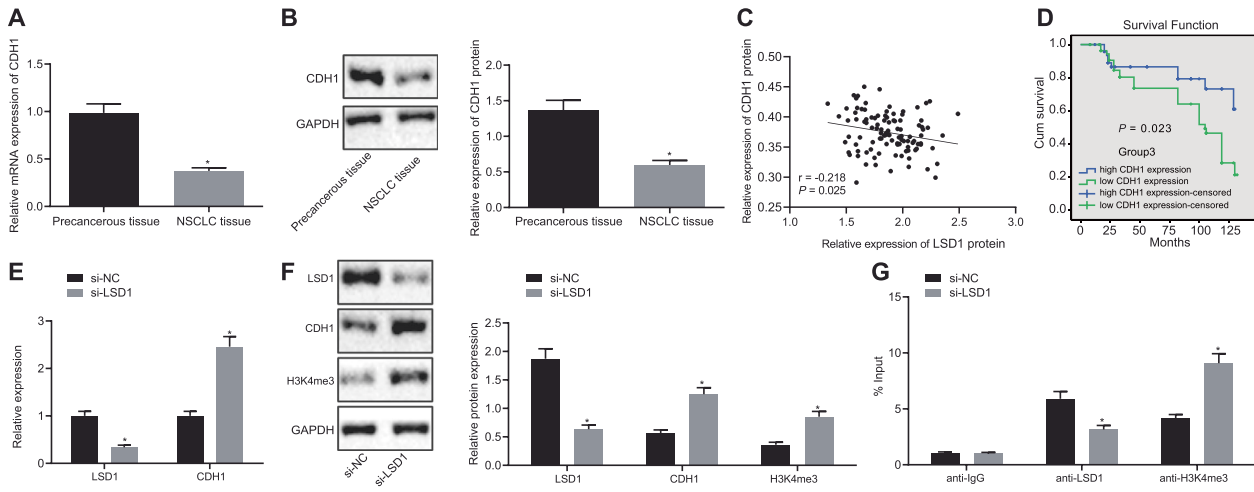 A
Relative mRNA expression of CDH1
1.5
1.0
0.5
0.0
*
Precancerous tissue
NSCLC tissue
B
CDH1
GAPDH
Precancerous tissue
NSCLC tissue
Relative expression of CDH1 protein
2.0
1.5
1.0
0.5
0.0
*
Precancerous tissue
NSCLC tissue
C
Relative expression of CDH1 protein
0.50
0.45
0.40
0.35
0.30
0.25
r = -0.218
P = 0.025
1.0
1.5
2.0
2.5
3.0
Relative expression of LSD1 protein
D
Survival Function
Cum survival
1.0
0.8
0.6
0.4
0.2
0.0
P = 0.023
Group3
high CDH1 expression
low CDH1 expression
high CDH1 expression-censored
low CDH1 expression-censored
0
25
50
75
100
125
Months
E
si-NC
si-LSD1
Relative expression
3
2
1
0
*
*
LSD1
CDH1
F
LSD1
CDH1
H3K4me3
GAPDH
si-NC
si-LSD1
si-NC
si-LSD1
Relative protein expression
2.5
2.0
1.5
1.0
0.5
0.0
*
*
*
LSD1
CDH1
H3K4me3
G
si-NC
si-LSD1
% Input
15
10
5
0
*
*
anti-IgG
anti-LSD1
anti-H3K4me3